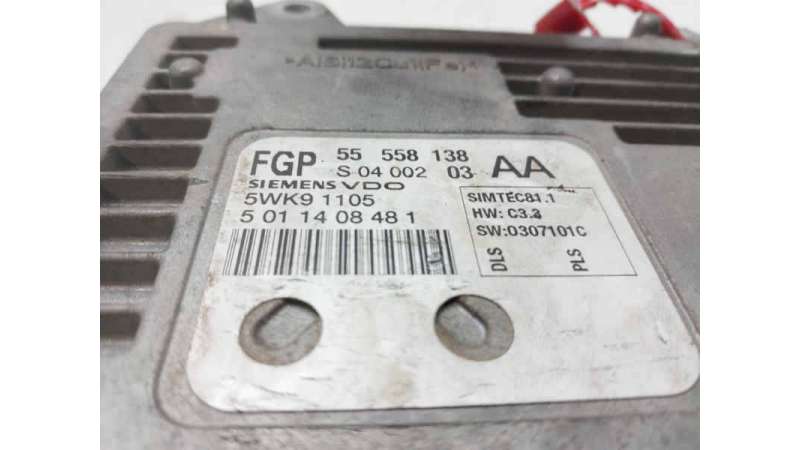 FGP 55 558 138 AA
S 04 002 03
SIEMENS VDO
5WK9 1105
5 01 14 08 48 1
SIMTEC81.1
HW: C3.3
SW:0307101C
DLS
PLS